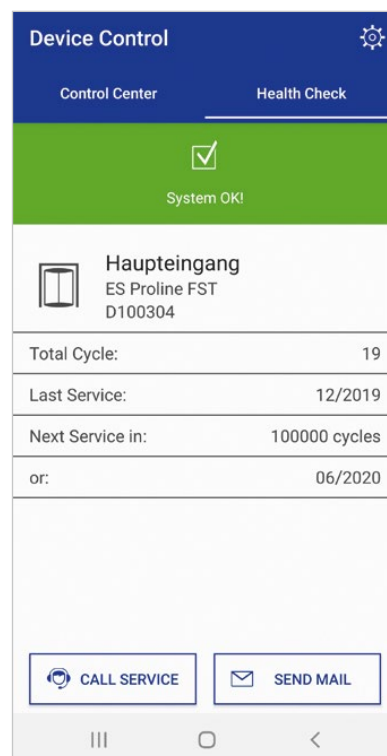 Device Control
Control Center
Health Check
System OK!
Haupteingang
ES Proline FST
D100304
Total Cycle:
19
Last Service:
12/2019
Next Service in:
100000 cycles
or:
06/2020
CALL SERVICE
SEND MAIL